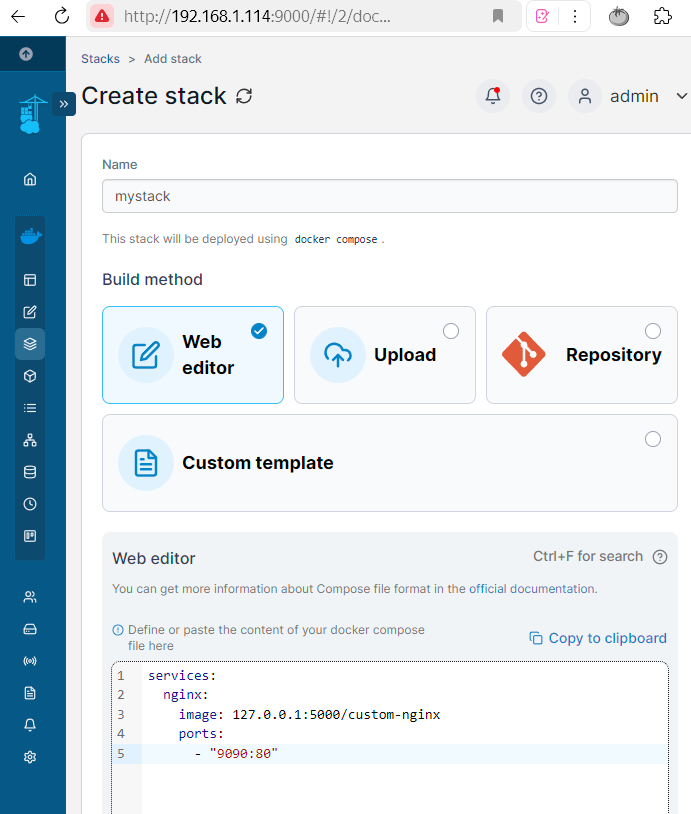 http://192.168.1.114:9000/#!/2/doc...
Stacks > Add stack
Create stack
admin
Name
mystack
This stack will be deployed using docker compose .
Build method
Web
editor
Upload
Repository
Custom template
Web editor
Ctrl+F for search
You can get more information about Compose file format in the official documentation.
Define or paste the content of your docker compose
file here
Copy to clipboard
1 services:
2   nginx:
3     image: 127.0.0.1:5000/custom-nginx
4     ports:
5       - "9090:80"